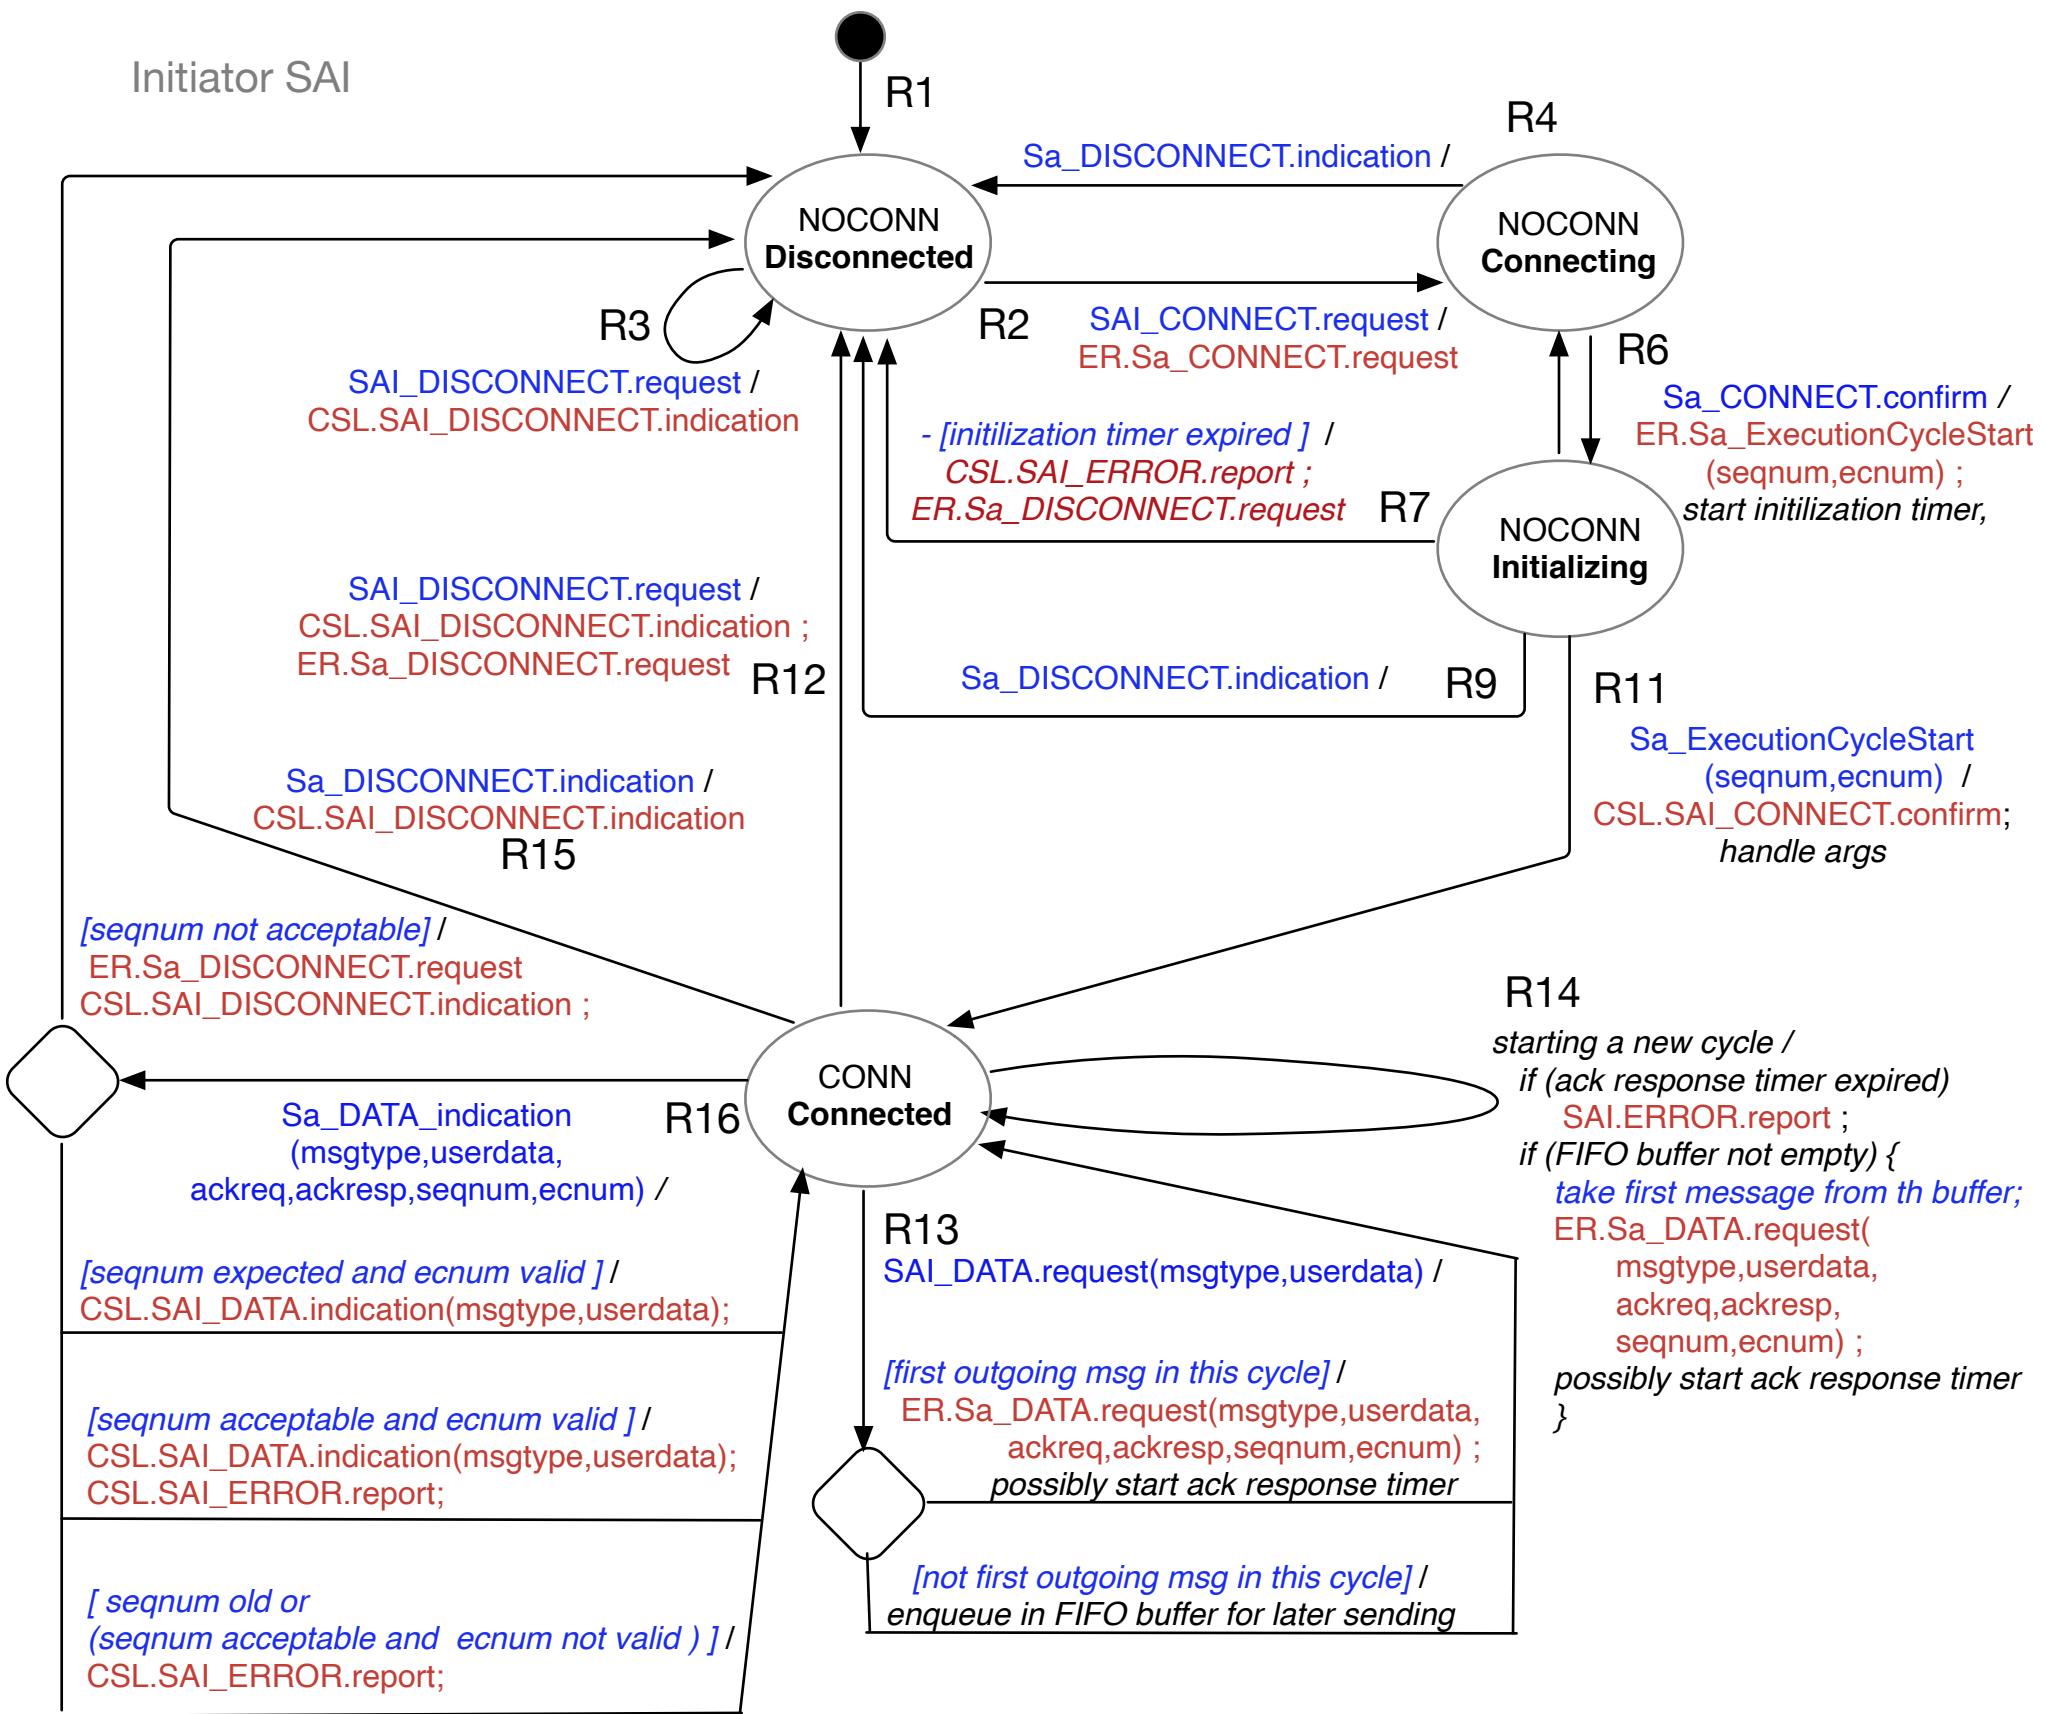 Initiator SAI
R1
R4
Sa_DISCONNECT.indication /
NOCONN
Disconnected
NOCONN
Connecting
R3
R2
SAI_CONNECT.request /
ER.Sa_CONNECT.request
R6
SAI_DISCONNECT.request /
CSL.SAI_DISCONNECT.indication
Sa_CONNECT.confirm /
ER.Sa_ExecutionCycleStart
(seqnum,ecnum) ;
start initilization timer,
- [initilization timer expired ] /
CSL.SAI_ERROR.report ;
ER.Sa_DISCONNECT.request
R7
NOCONN
Initializing
SAI_DISCONNECT.request /
CSL.SAI_DISCONNECT.indication ;
ER.Sa_DISCONNECT.request
R12
Sa_DISCONNECT.indication /
R9
R11
Sa_ExecutionCycleStart
(seqnum,ecnum) /
CSL.SAI_CONNECT.confirm;
handle args
Sa_DISCONNECT.indication /
CSL.SAI_DISCONNECT.indication
R15
[seqnum not acceptable] /
ER.Sa_DISCONNECT.request
CSL.SAI_DISCONNECT.indication ;
R14
starting a new cycle /
if (ack response timer expired)
SAI.ERROR.report ;
if (FIFO buffer not empty) {
take first message from th buffer;
ER.Sa_DATA.request(
msgtype,userdata,
ackreq,ackresp,
seqnum,ecnum) ;
possibly start ack response timer
}
CONN
Connected
R16
Sa_DATA_indication
(msgtype,userdata,
ackreq,ackresp,seqnum,ecnum) /
R13
SAI_DATA.request(msgtype,userdata) /
[seqnum expected and ecnum valid ] /
CSL.SAI_DATA.indication(msgtype,userdata);
[first outgoing msg in this cycle] /
ER.Sa_DATA.request(msgtype,userdata,
ackreq,ackresp,seqnum,ecnum) ;
possibly start ack response timer
[seqnum acceptable and ecnum valid ] /
CSL.SAI_DATA.indication(msgtype,userdata);
CSL.SAI_ERROR.report;
[not first outgoing msg in this cycle] /
enqueue in FIFO buffer for later sending
[ seqnum old or
(seqnum acceptable and ecnum not valid ) ] /
CSL.SAI_ERROR.report;